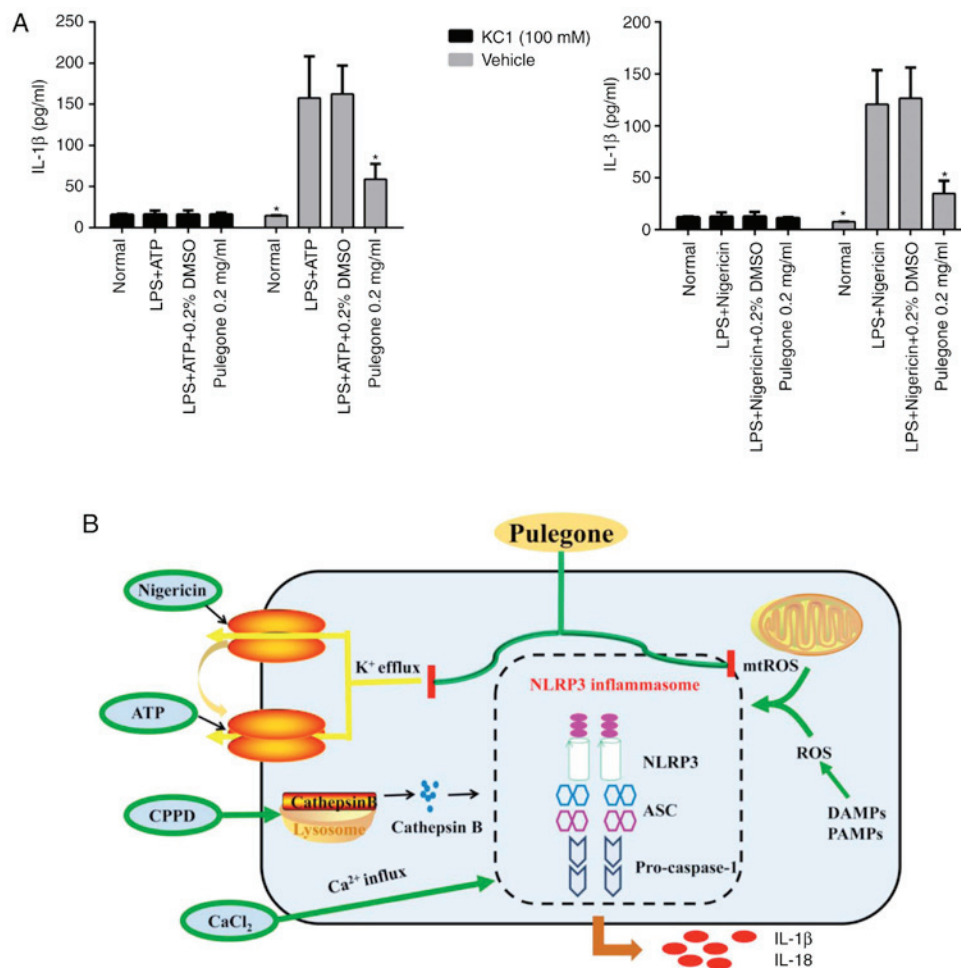 A
IL-1β (pg/ml)
250
200
150
100
50
0
Normal
LPS+ATP
LPS+ATP+0.2% DMSO
Pulegone 0.2 mg/ml
*
Normal
LPS+ATP
LPS+ATP+0.2% DMSO
*
Pulegone 0.2 mg/ml
KC1 (100 mM)
Vehicle
IL-1β (pg/ml)
200
150
100
50
0
Normal
LPS+Nigericin
LPS+Nigericin+0.2% DMSO
Pulegone 0.2 mg/ml
*
Normal
LPS+Nigericin
LPS+Nigericin+0.2% DMSO
*
Pulegone 0.2 mg/ml
B
Pulegone
Nigericin
K⁺ efflux
mtROS
NLRP3 inflammasome
ATP
ROS
NLRP3
CPPD
CathepsinB
Lysosome
Cathepsin B
ASC
DAMPs
PAMPs
Pro-caspase-1
Ca²⁺ influx
CaCl₂
IL-1β
IL-18